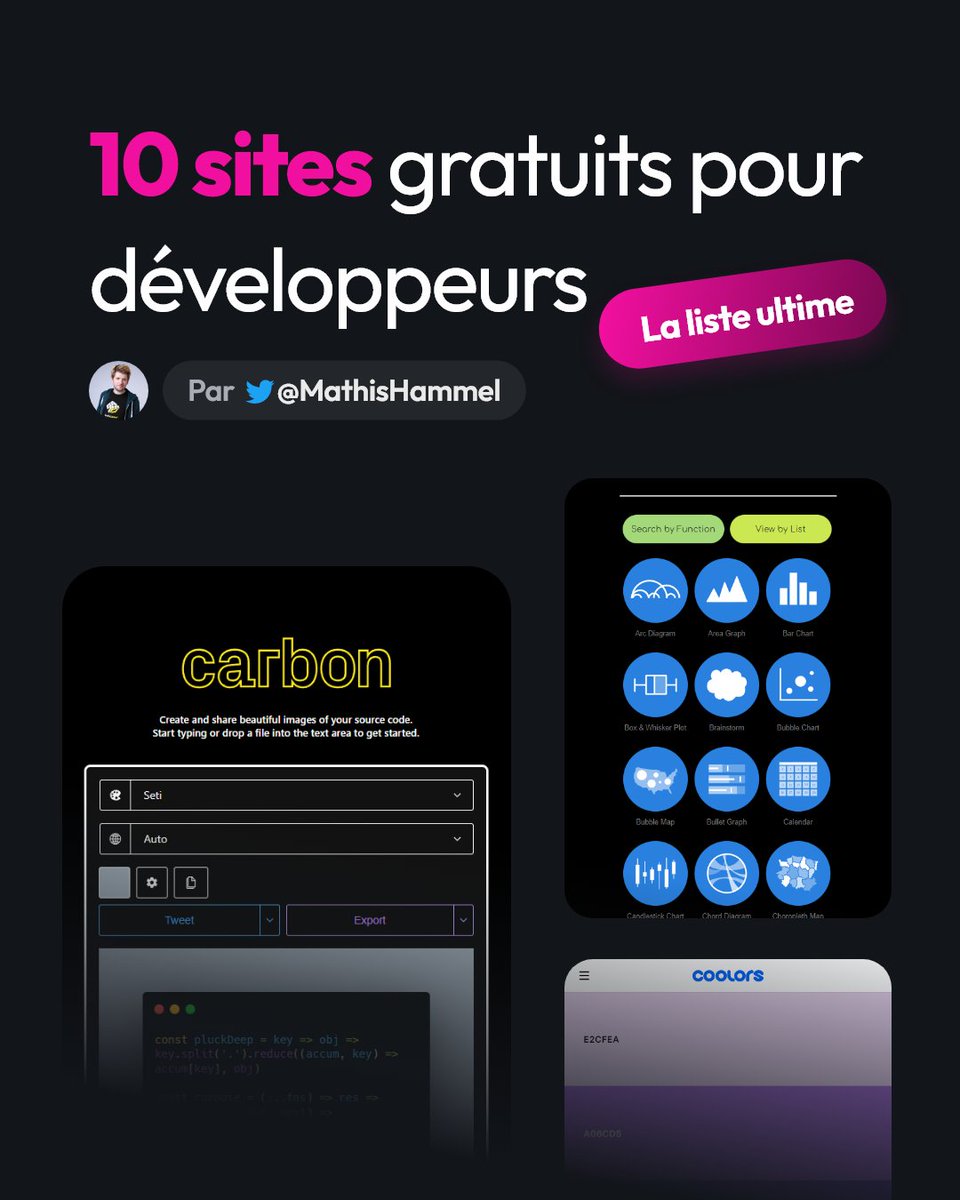 10 sites gratuits pour
développeurs
La liste ultime
Par @MathisHammel
carbon
Create and share beautiful images of your source code.
Start typing or drop a file into the text area to get started.
Seti
Auto
Tweet
Export
const pluckDeep = key => obj =>
key.split('.').reduce((accum, key) =>
accum[key], obj)
Search by Function
View by List
Arc Diagram
Area Graph
Bar Chart
Box & Whisker Plot
Brainstorm
Bubble Chart
Bubble Map
Bullet Graph
Calendar
Candlestick Chart
Chord Diagram
Choropleth Map
coolors
E2CFEA
A06CD5